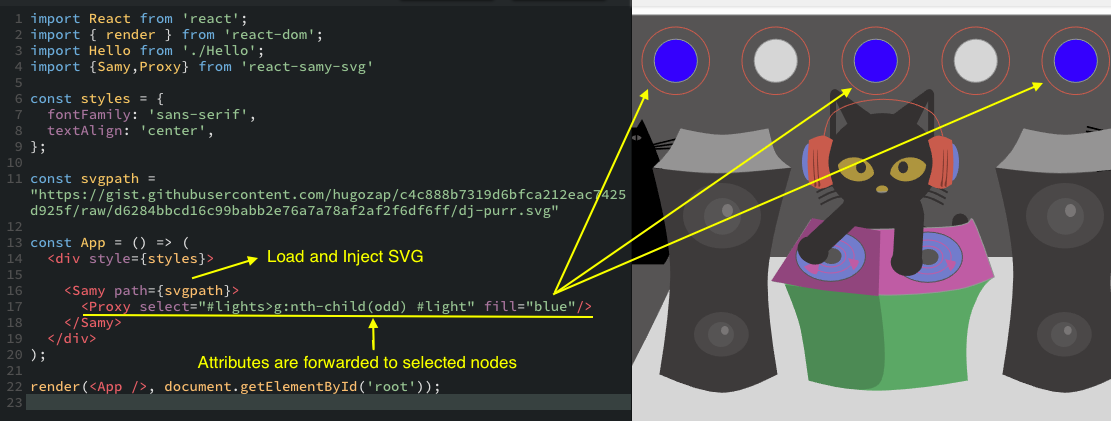 1 import React from 'react';
2 import { render } from 'react-dom';
3 import Hello from './Hello';
4 import {Samy,Proxy} from 'react-samy-svg'
5
6 const styles = {
7   fontFamily: 'sans-serif',
8   textAlign: 'center',
9 };
10
11 const svgpath =
"https://gist.githubusercontent.com/hugozap/c4c888b7319d6bfca212eac7425
d925f/raw/d6284bbcd16c99babb2e76a7a78af2af2f6df6ff/dj-purr.svg"
12
13 const App = () => (
14   <div style={styles}>
Load and Inject SVG
15
16     <Samy path={svgpath}>
17       <Proxy select="#lights>g:nth-child(odd) #light" fill="blue"/>
18     </Samy>
19   </div>
Attributes are forwarded to selected nodes
20 );
21
22 render(<App />, document.getElementById('root'));
23